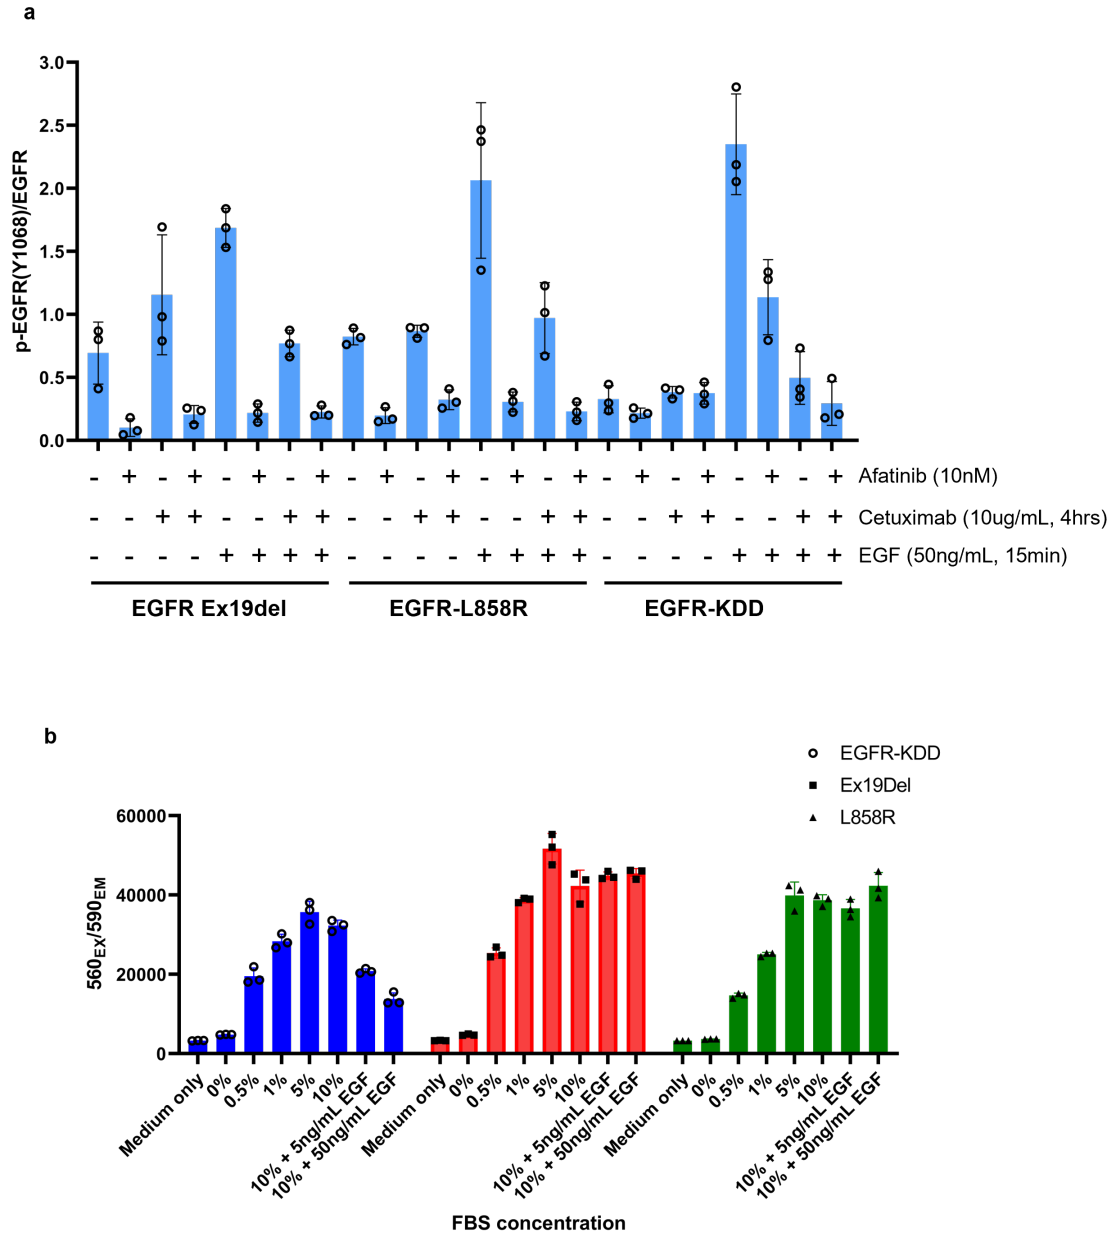 a
p-EGFR(Y1068)/EGFR
3.0
2.5
2.0
1.5
1.0
0.5
0.0
- + - + - + - + - + - + - + - + - + - + - + - + Afatinib (10nM)
- - + + - - + + - - + + - - + + - - + + - - + + Cetuximab (10ug/mL, 4hrs)
- - - - + + + + - - - - + + + + - - - - + + + + EGF (50ng/mL, 15min)
EGFR Ex19del EGFR-L858R EGFR-KDD
b
EGFR-KDD
Ex19Del
L858R
560EX/590EM
60000
40000
20000
0
Medium only 0% 0.5% 1% 5% 10% 10% + 5ng/mL EGF 10% + 50ng/mL EGF Medium only 0% 0.5% 1% 5% 10% 10% + 5ng/mL EGF 10% + 50ng/mL EGF Medium only 0% 0.5% 1% 5% 10% 10% + 5ng/mL EGF 10% + 50ng/mL EGF
FBS concentration